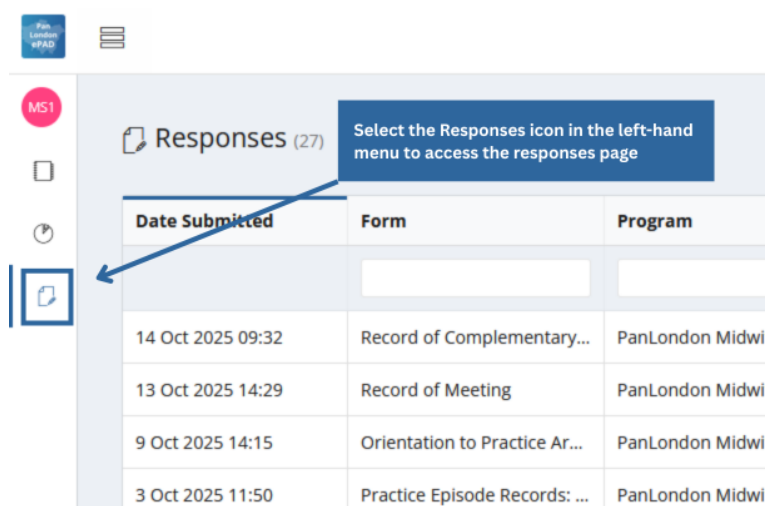 Pan
London
ePAD
MS1
Responses (27)
Select the Responses icon in the left-hand
menu to access the responses page
Date Submitted Form Program
14 Oct 2025 09:32 Record of Complementary... PanLondon Midwi
13 Oct 2025 14:29 Record of Meeting PanLondon Midwi
9 Oct 2025 14:15 Orientation to Practice Ar... PanLondon Midwi
3 Oct 2025 11:50 Practice Episode Records: ... PanLondon Midwi